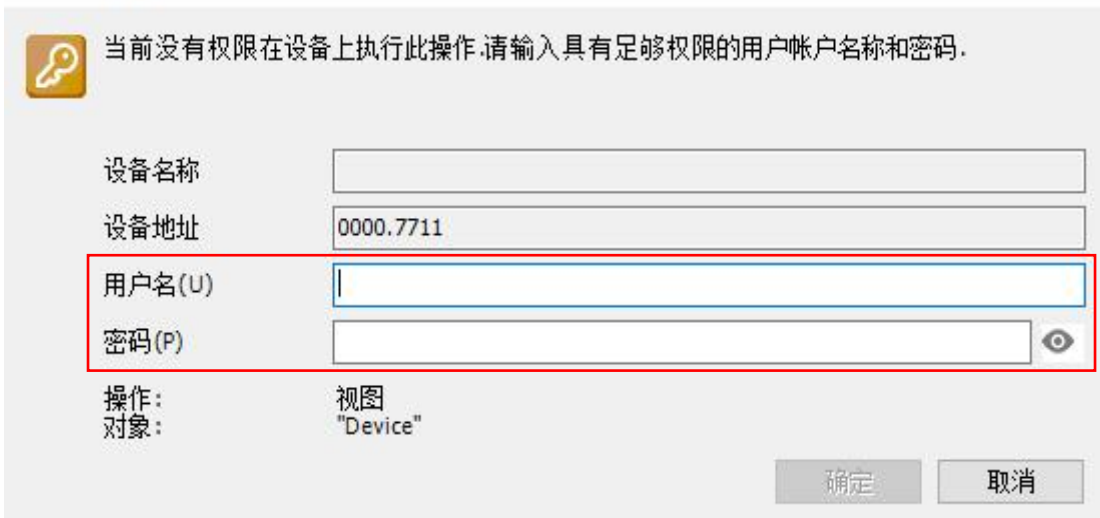 当前没有权限在设备上执行此操作.请输入具有足够权限的用户帐户名称和密码.
设备名称
设备地址 0000.7711
用户名(U)
密码(P)
操作: 视图
对象: "Device"
确定 取消